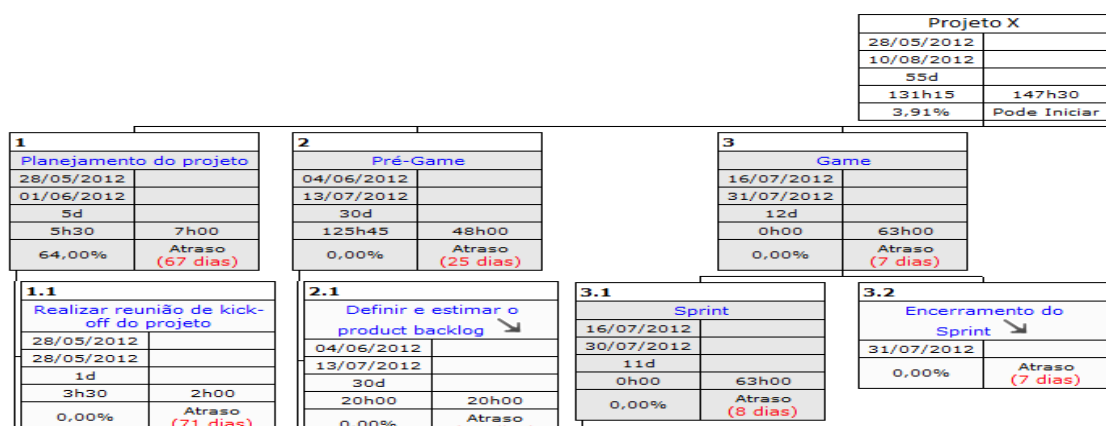 Projeto X
28/05/2012
10/08/2012
55d
131h15 147h30
3,91% Pode Iniciar
1
Planejamento do projeto
28/05/2012
01/06/2012
5d
5h30 7h00
64,00% Atraso
(67 dias)
2
Pré-Game
04/06/2012
13/07/2012
30d
125h45 48h00
0,00% Atraso
(25 dias)
3
Game
16/07/2012
31/07/2012
12d
0h00 63h00
0,00% Atraso
(7 dias)
1.1
Realizar reunião de kick-
off do projeto
28/05/2012
28/05/2012
1d
3h30 2h00
0,00% Atraso
(71 dias)
2.1
Definir e estimar o
product backlog
04/06/2012
13/07/2012
30d
20h00 20h00
0,00% Atraso
3.1
Sprint
16/07/2012
30/07/2012
11d
0h00 63h00
0,00% Atraso
(8 dias)
3.2
Encerramento do
Sprint
31/07/2012
0,00% Atraso
(7 dias)